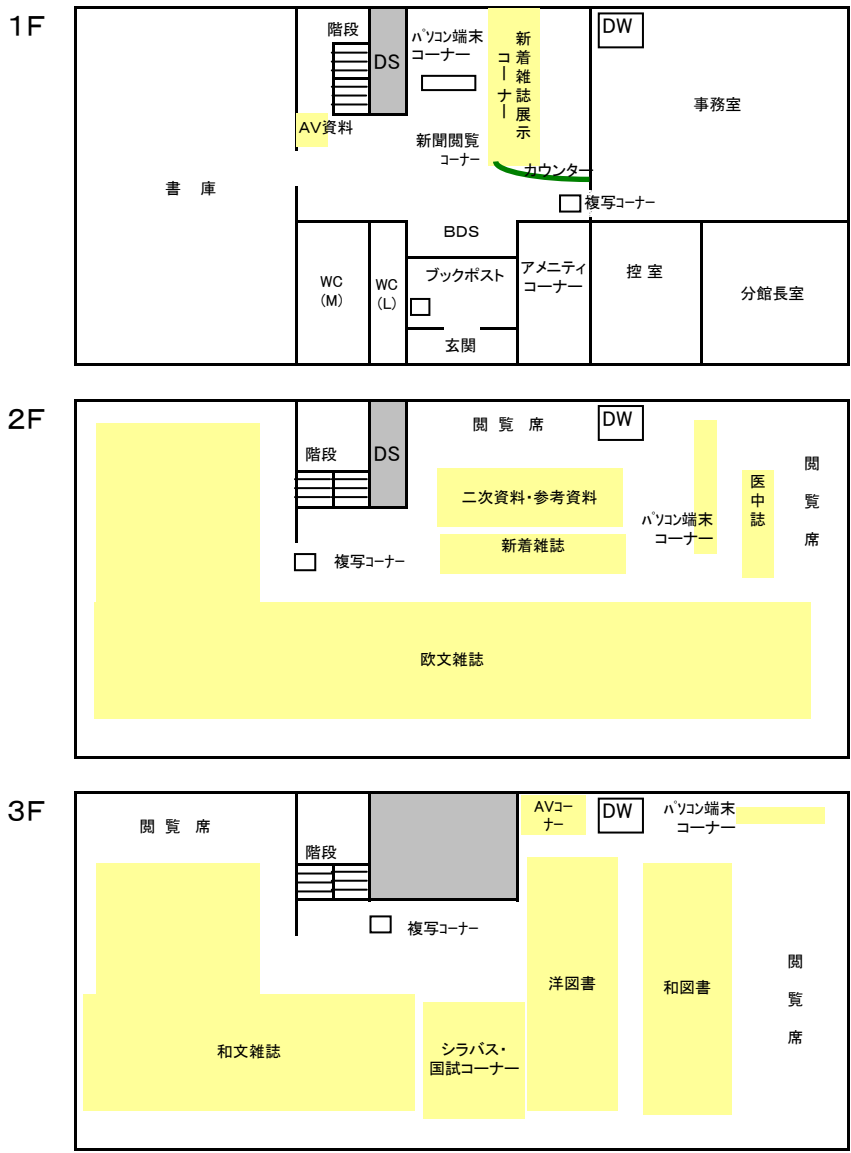 1F
階段
DS
パソコン端末
コーナー
新着雑誌展示
コーナー
DW
事務室
AV資料
新聞閲覧
コーナー
カウンター
書 庫
複写コーナー
BDS
WC
(M)
WC
(L)
ブックポスト
アメニティ
コーナー
控 室
分館長室
玄関
2F
階段
DS
閲 覧 席
DW
二次資料・参考資料
新着雑誌
パソコン端末
コーナー
医中誌
閲覧席
複写コーナー
欧文雑誌
3F
閲 覧 席
階段
AVコー
ナー
DW
パソコン端末
コーナー
複写コーナー
洋図書
和図書
閲覧席
和文雑誌
シラバス・
国試コーナー